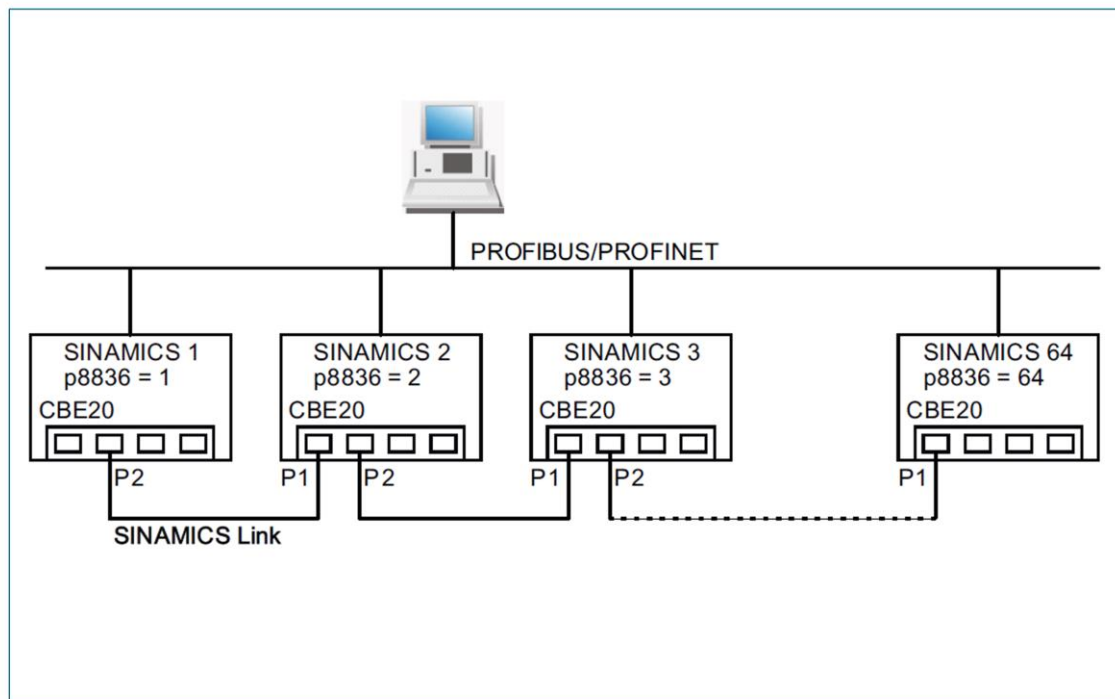 PROFIBUS/PROFINET
SINAMICS 1
p8836 = 1
CBE20
P2
SINAMICS 2
p8836 = 2
CBE20
P1 P2
SINAMICS 3
p8836 = 3
CBE20
P1 P2
SINAMICS 64
p8836 = 64
CBE20
P1
SINAMICS Link